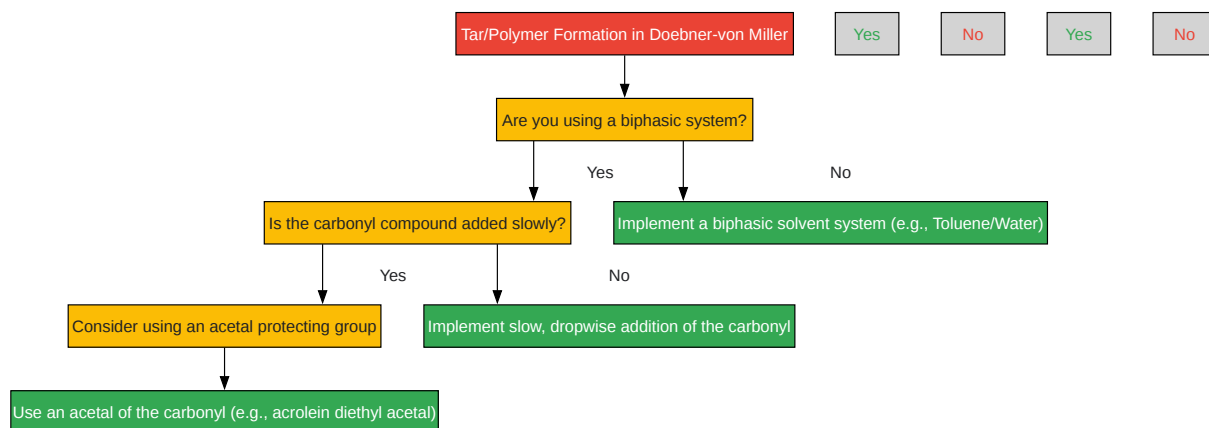 Tar/Polymer Formation in Doebner-von Miller
Yes
No
Yes
No
Are you using a biphasic system?
Yes
No
Is the carbonyl compound added slowly?
Implement a biphasic solvent system (e.g., Toluene/Water)
Yes
No
Consider using an acetal protecting group
Implement slow, dropwise addition of the carbonyl
Use an acetal of the carbonyl (e.g., acrolein diethyl acetal)